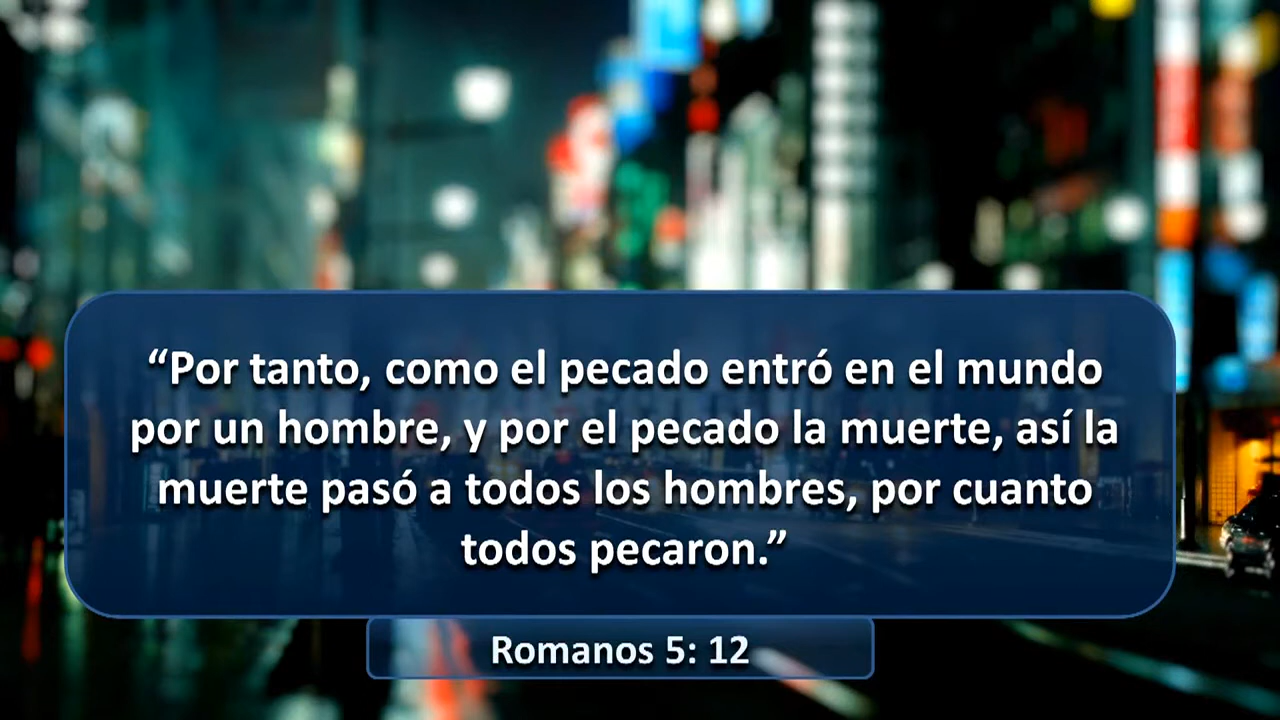 “Por tanto, como el pecado entró en el mundo
por un hombre, y por el pecado la muerte, así la
muerte pasó a todos los hombres, por cuanto
todos pecaron.”
Romanos 5: 12